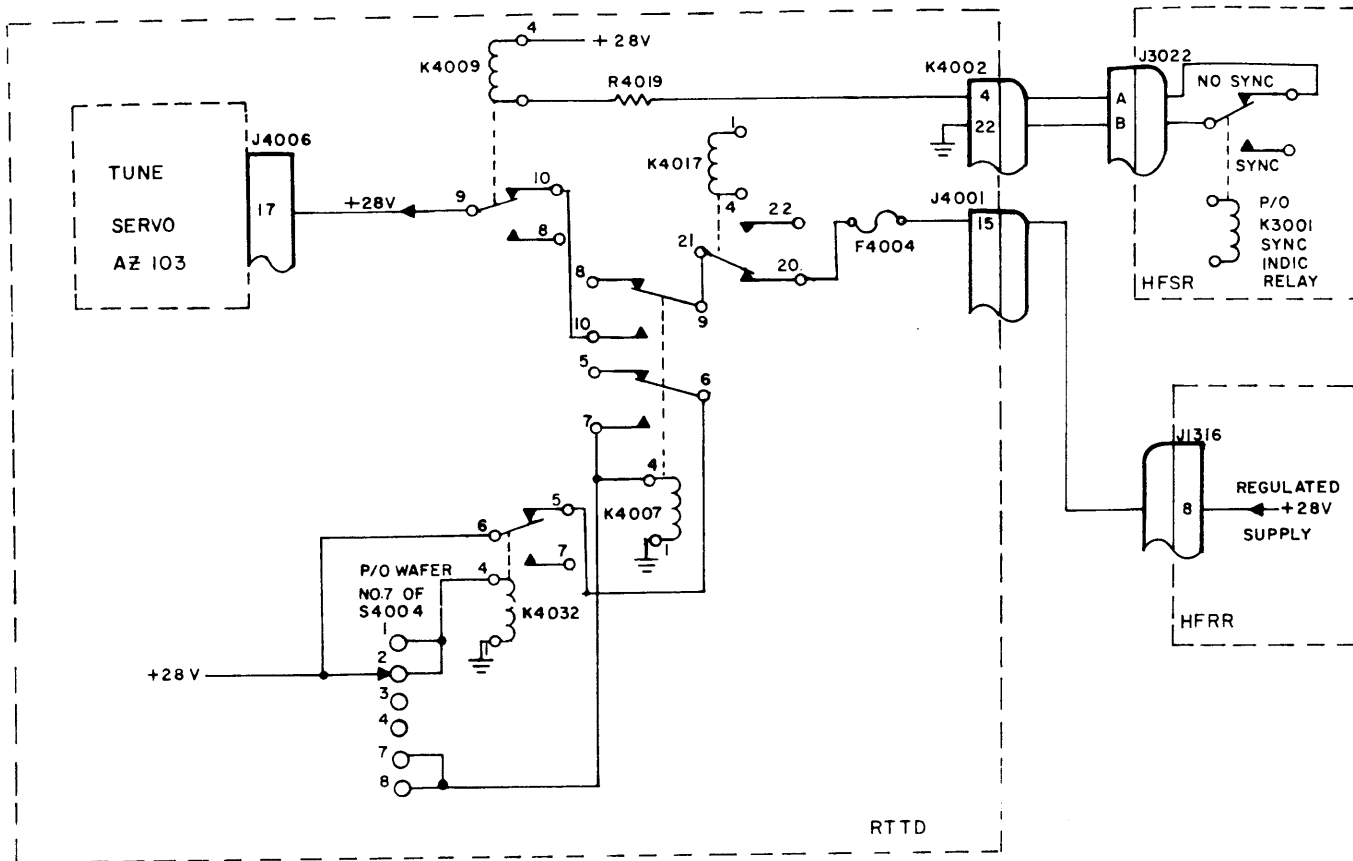 4
+28V
K4009
R4019
K4002
J3022
NO SYNC
4
A
22
B
SYNC
J4006
TUNE
SERVO
AƵ 103
17
+28V
9
10
8
1
K4017
4
22
21
20
F4004
J4001
15
P/O
K3001
SYNC
INDIC
RELAY
HFSR
8
9
10
5
6
7
4
K4007
1
5
6
7
4
K4032
1
P/O WAFER
NO.7 OF
S4004
1
+28V
2
3
4
7
8
J1316
8
REGULATED
+28V
SUPPLY
HFRR
RTTD